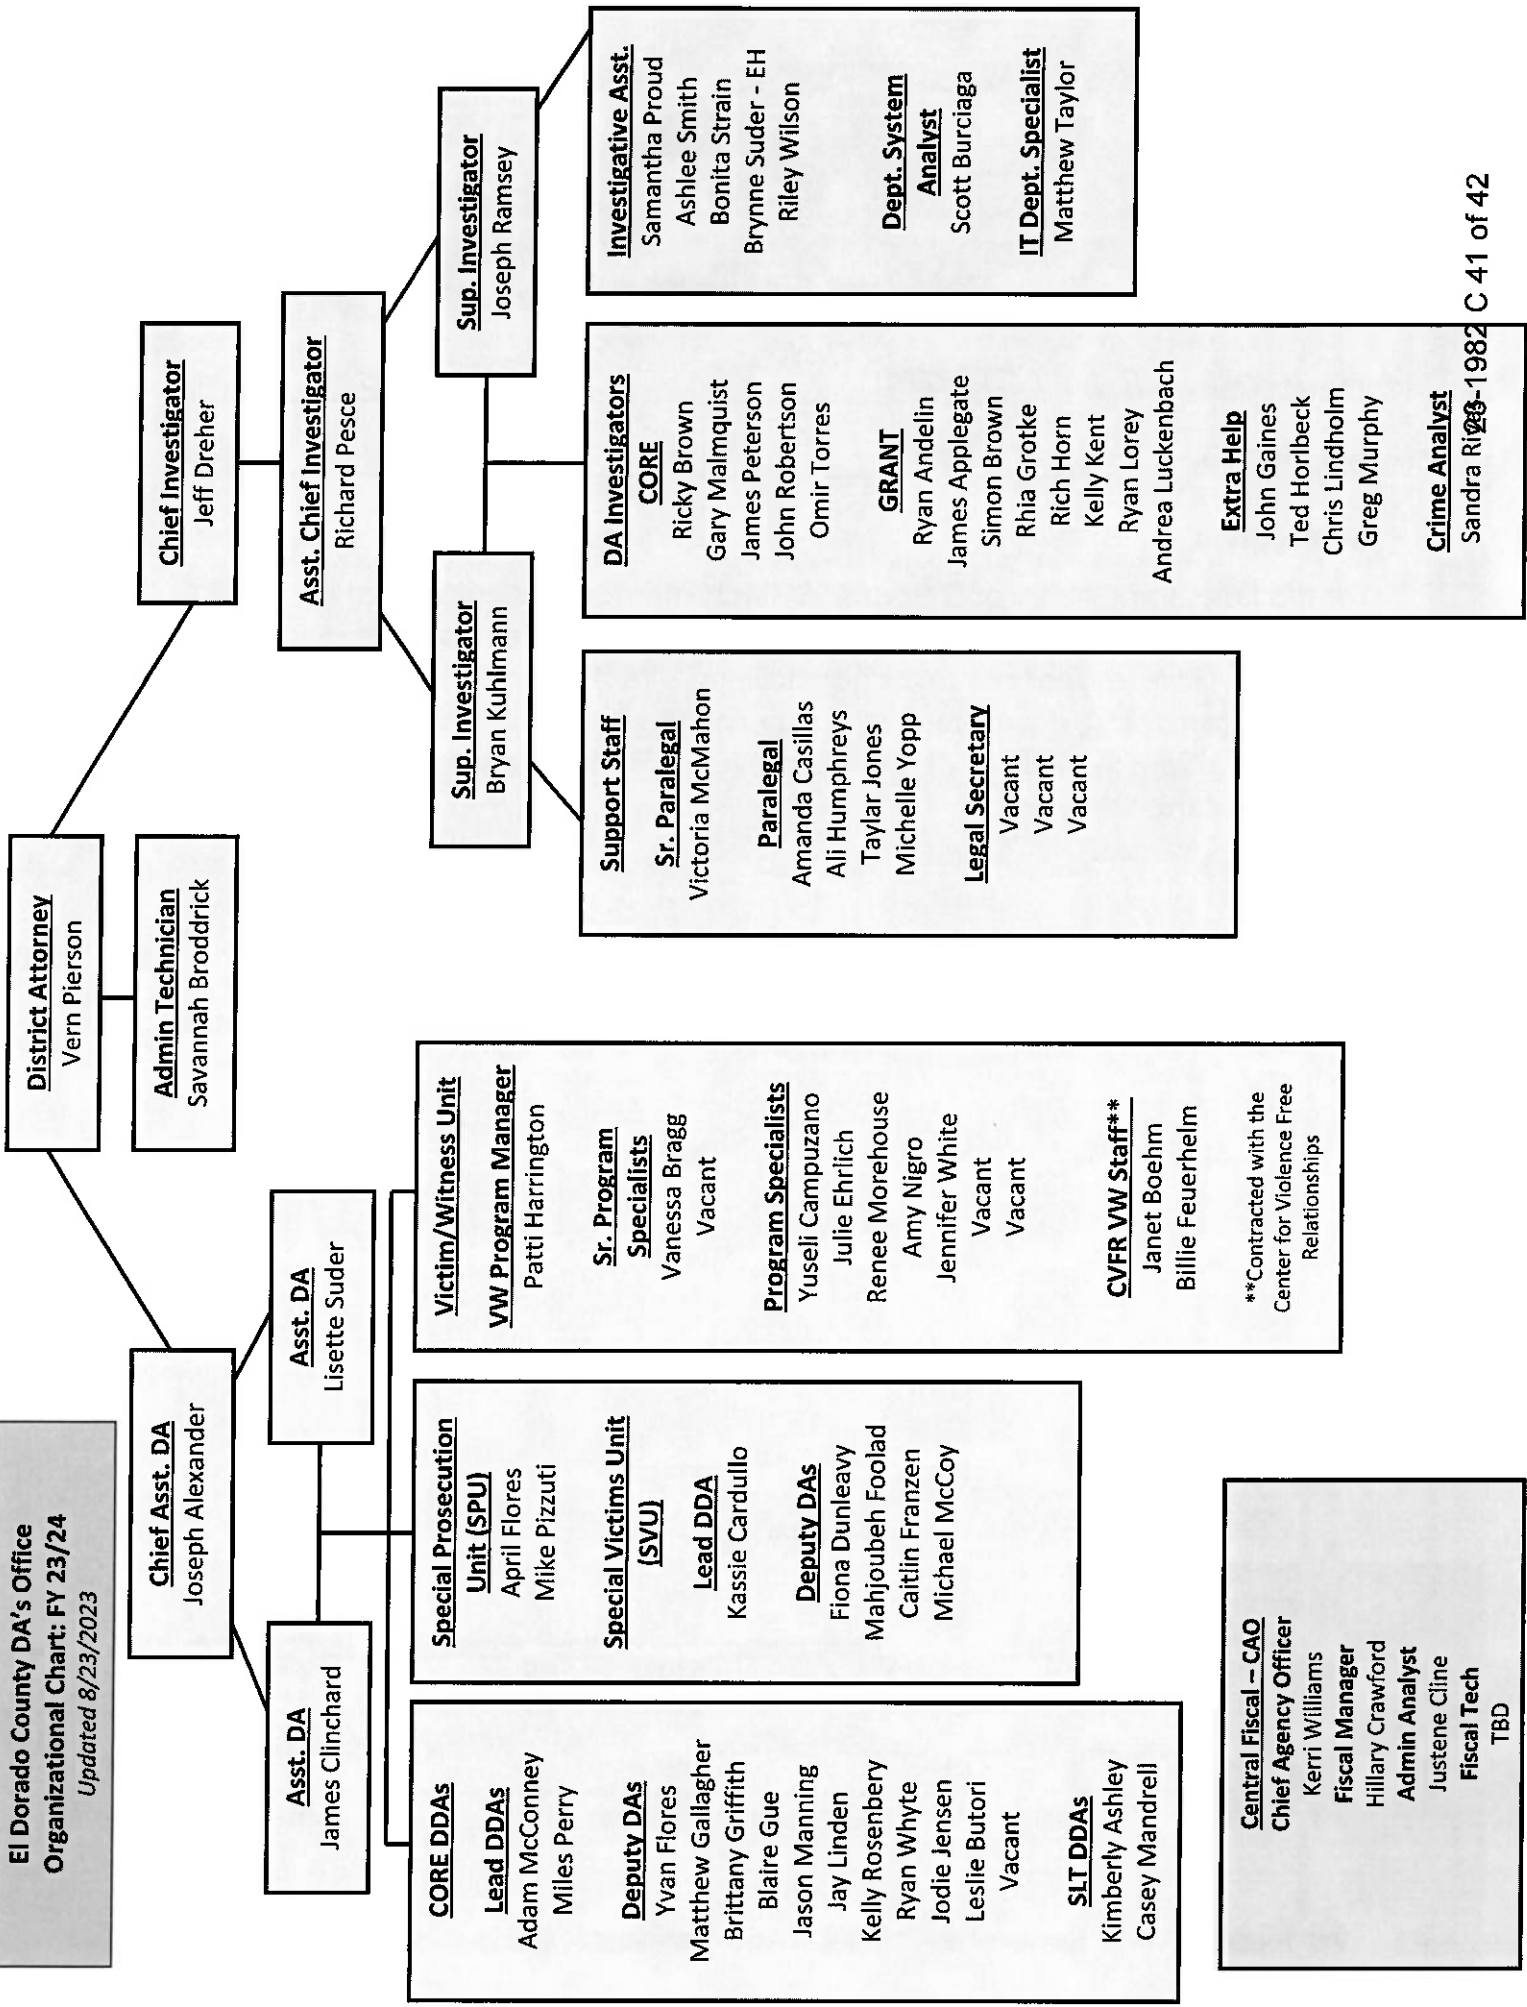 El Dorado County DA's Office
Organizational Chart: FY 23/24
Updated 8/23/2023
District Attorney
Vern Pierson
Admin Technician
Savannah Broddrick
Chief Asst. DA
Joseph Alexander
Asst. DA
James Clinchard
Asst. DA
Lisette Suder
CORE DDAs
Lead DDAs
Adam McConney
Miles Perry
Deputy DAs
Yvan Flores
Matthew Gallagher
Brittany Griffith
Blaire Gue
Jason Manning
Jay Linden
Kelly Rosenbery
Ryan Whyte
Jodie Jensen
Leslie Butori
Vacant
SLT DDAs
Kimberly Ashley
Casey Mandrell
Special Prosecution
Unit (SPU)
April Flores
Mike Pizzuti
Special Victims Unit
(SVU)
Lead DDA
Kassie Cardullo
Deputy DAs
Fiona Dunleavy
Mahjoubeh Foolad
Caitlin Franzen
Michael McCoy
Victim/Witness Unit
VW Program Manager
Patti Harrington
Sr. Program
Specialists
Vanessa Bragg
Vacant
Program Specialists
Yuseli Campuzano
Julie Ehrlich
Renee Morehouse
Amy Nigro
Jennifer White
Vacant
Vacant
CVFR VW Staff**
Janet Boehm
Billie Feuerhelm
**Contracted with the
Center for Violence Free
Relationships
Central Fiscal – CAO
Chief Agency Officer
Kerri Williams
Fiscal Manager
Hillary Crawford
Admin Analyst
Justene Cline
Fiscal Tech
TBD
Chief Investigator
Jeff Dreher
Asst. Chief Investigator
Richard Pesce
Sup. Investigator
Bryan Kuhlmann
Sup. Investigator
Joseph Ramsey
Support Staff
Sr. Paralegal
Victoria McMahon
Paralegal
Amanda Casillas
Ali Humphreys
Taylar Jones
Michelle Yopp
Legal Secretary
Vacant
Vacant
Vacant
DA Investigators
CORE
Ricky Brown
Gary Malmquist
James Peterson
John Robertson
Omir Torres
GRANT
Ryan Andelin
James Applegate
Simon Brown
Rhia Grotke
Rich Horn
Kelly Kent
Ryan Lorey
Andrea Luckenbach
Extra Help
John Gaines
Ted Horlbeck
Chris Lindholm
Greg Murphy
Crime Analyst
Sandra
Investigative Asst.
Samantha Proud
Ashlee Smith
Bonita Strain
Brynne Suder - EH
Riley Wilson
Dept. System
Analyst
Scott Burciaga
IT Dept. Specialist
Matthew Taylor
23-1982 C 41 of 42